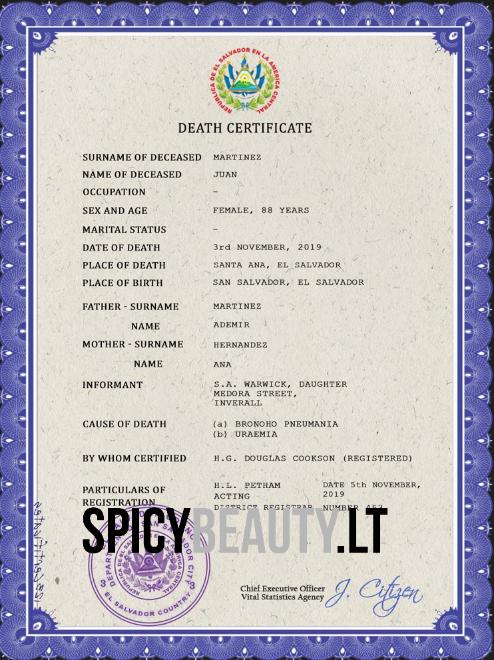 REPUBLICA DE EL SALVADOR EN LA AMERICA CENTRAL
DEATH CERTIFICATE
SURNAME OF DECEASED MARTINEZ
NAME OF DECEASED JUAN
OCCUPATION –
SEX AND AGE FEMALE, 88 YEARS
MARITAL STATUS –
DATE OF DEATH 3rd NOVEMBER, 2019
PLACE OF DEATH SANTA ANA, EL SALVADOR
PLACE OF BIRTH SAN SALVADOR, EL SALVADOR
FATHER - SURNAME MARTINEZ
NAME ADEMIR
MOTHER - SURNAME HERNANDEZ
NAME ANA
INFORMANT S.A. WARWICK, DAUGHTER
MEDORA STREET,
INVERALL
CAUSE OF DEATH (a) BRONOHO PNEUMANIA
(b) URAEMIA
BY WHOM CERTIFIED H.G. DOUGLAS COOKSON (REGISTERED)
PARTICULARS OF REGISTRATION
H.L. PETHAM
ACTING
DISTRICT REGISTRAR
DATE 5th NOVEMBER,
2019
NUMBER
SPICYBEAUTY.LT
EL SALVADOR COUNTRY
Chief Executive Officer
Vital Statistics Agency
J. Citizen